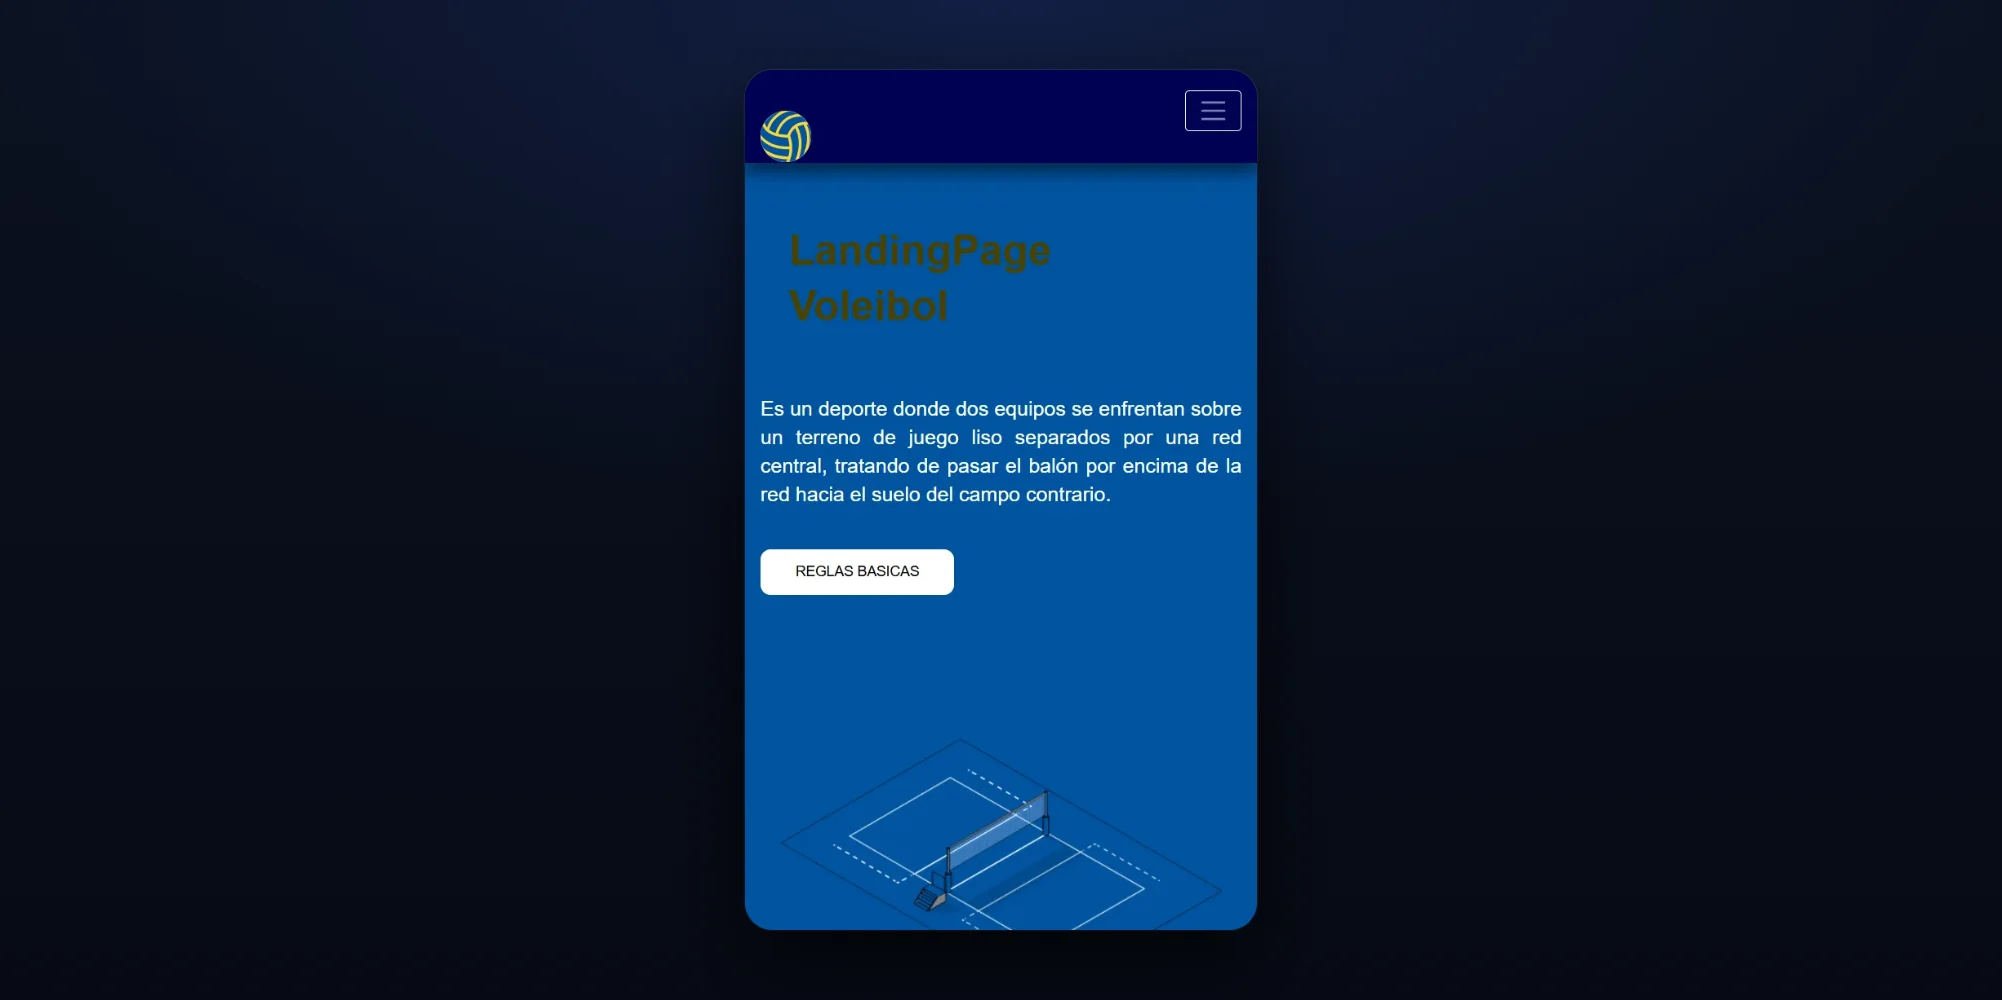 LandingPage
Voleibol
Es un deporte donde dos equipos se enfrentan sobre
un terreno de juego liso separados por una red
central, tratando de pasar el balón por encima de la
red hacia el suelo del campo contrario.
REGLAS BASICAS